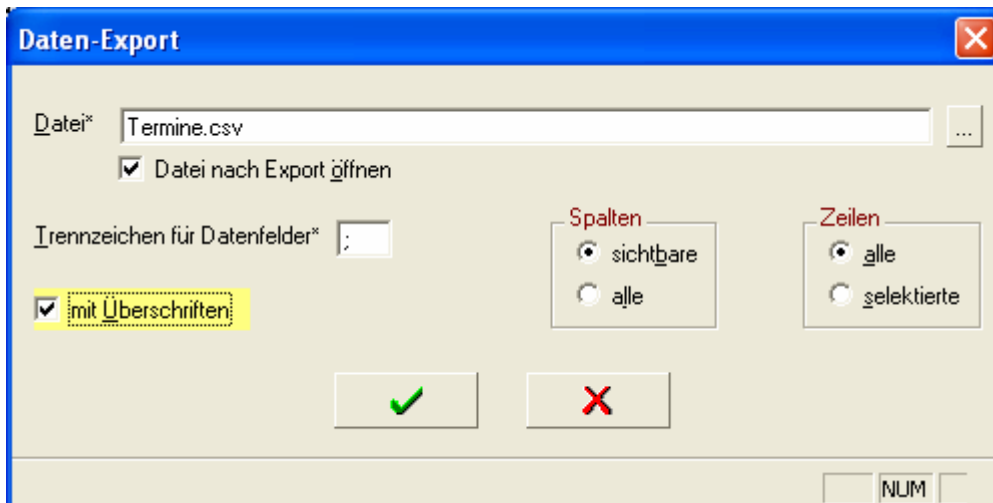 Daten-Export
Datei* Termine.csv ...
Datei nach Export öffnen
Trennzeichen für Datenfelder* ;
mit Überschriften
Spalten
sichtbare
alle
Zeilen
alle
selektierte
NUM